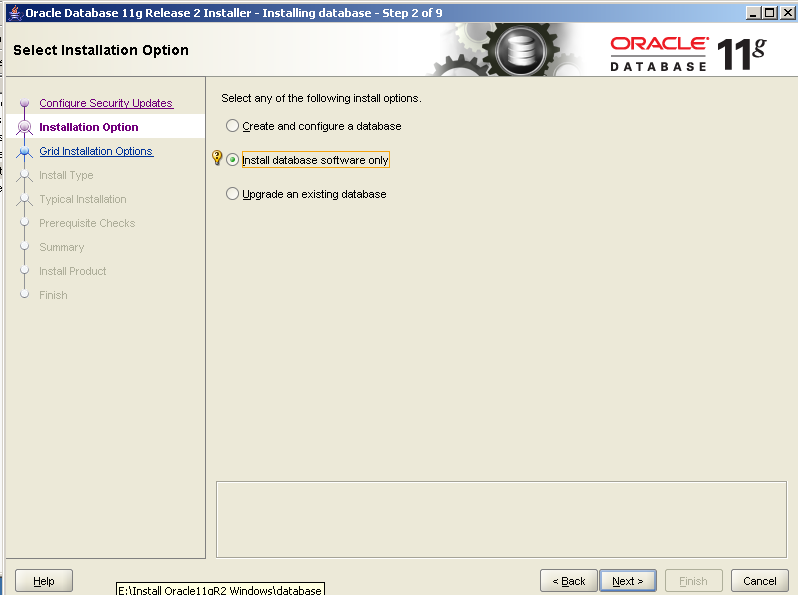 Oracle Database 11g Release 2 Installer - Installing database - Step 2 of 9
Select Installation Option
ORACLE
DATABASE
11g
Configure Security Updates
Installation Option
Grid Installation Options
Install Type
Typical Installation
Prerequisite Checks
Summary
Install Product
Finish
Select any of the following install options.
Create and configure a database
Install database software only
Upgrade an existing database
Help
< Back
Next >
Finish
Cancel
E:\Install Oracle11gR2 Windows\database